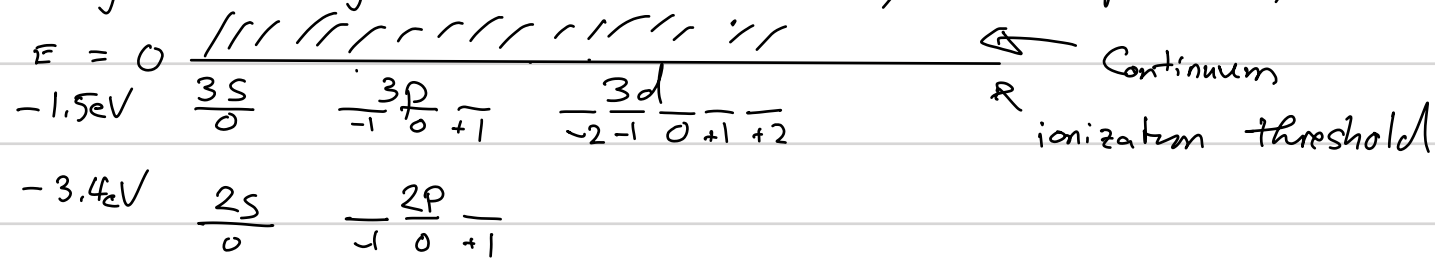 E = 0
Continuum
-1.5eV 3S 3p 3d
0 -1 0 +1 -2 -1 0 +1 +2
ionization threshold
-3.4eV 2S 2P
0 -1 0 +1